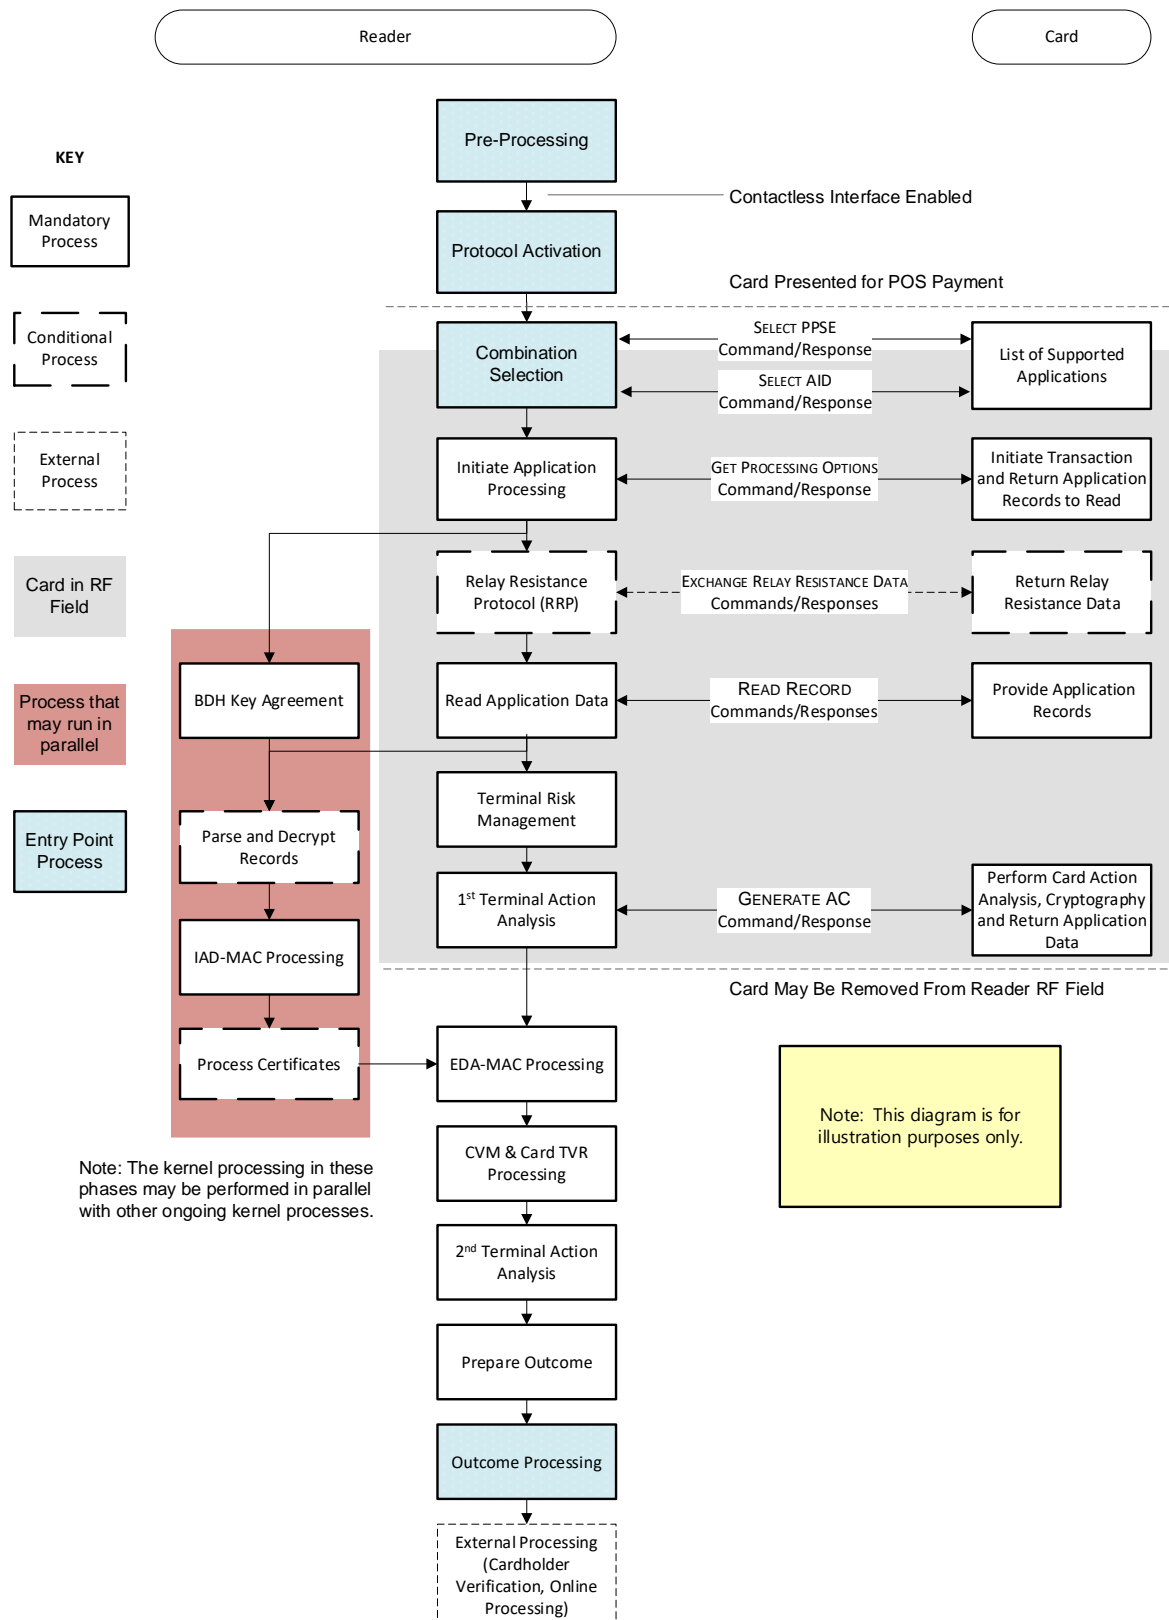 Reader
Card
Pre-Processing
KEY
Contactless Interface Enabled
Mandatory
Process
Protocol Activation
Card Presented for POS Payment
Conditional
Process
Combination
Selection
SELECT PPSE
Command/Response
SELECT AID
Command/Response
List of Supported
Applications
External
Process
Initiate Application
Processing
GET PROCESSING OPTIONS
Command/Response
Initiate Transaction
and Return Application
Records to Read
Card in RF
Field
Relay Resistance
Protocol (RRP)
EXCHANGE RELAY RESISTANCE DATA
Commands/Responses
Return Relay
Resistance Data
Process that
may run in
parallel
BDH Key Agreement
Read Application Data
READ RECORD
Commands/Responses
Provide Application
Records
Terminal Risk
Management
Entry Point
Process
Parse and Decrypt
Records
1st Terminal Action
Analysis
GENERATE AC
Command/Response
Perform Card Action
Analysis, Cryptography
and Return Application
Data
IAD-MAC Processing
Card May Be Removed From Reader RF Field
Process Certificates
EDA-MAC Processing
Note: This diagram is for
illustration purposes only.
Note: The kernel processing in these
phases may be performed in parallel
with other ongoing kernel processes.
CVM & Card TVR
Processing
2nd Terminal Action
Analysis
Prepare Outcome
Outcome Processing
External Processing
(Cardholder
Verification, Online
Processing)